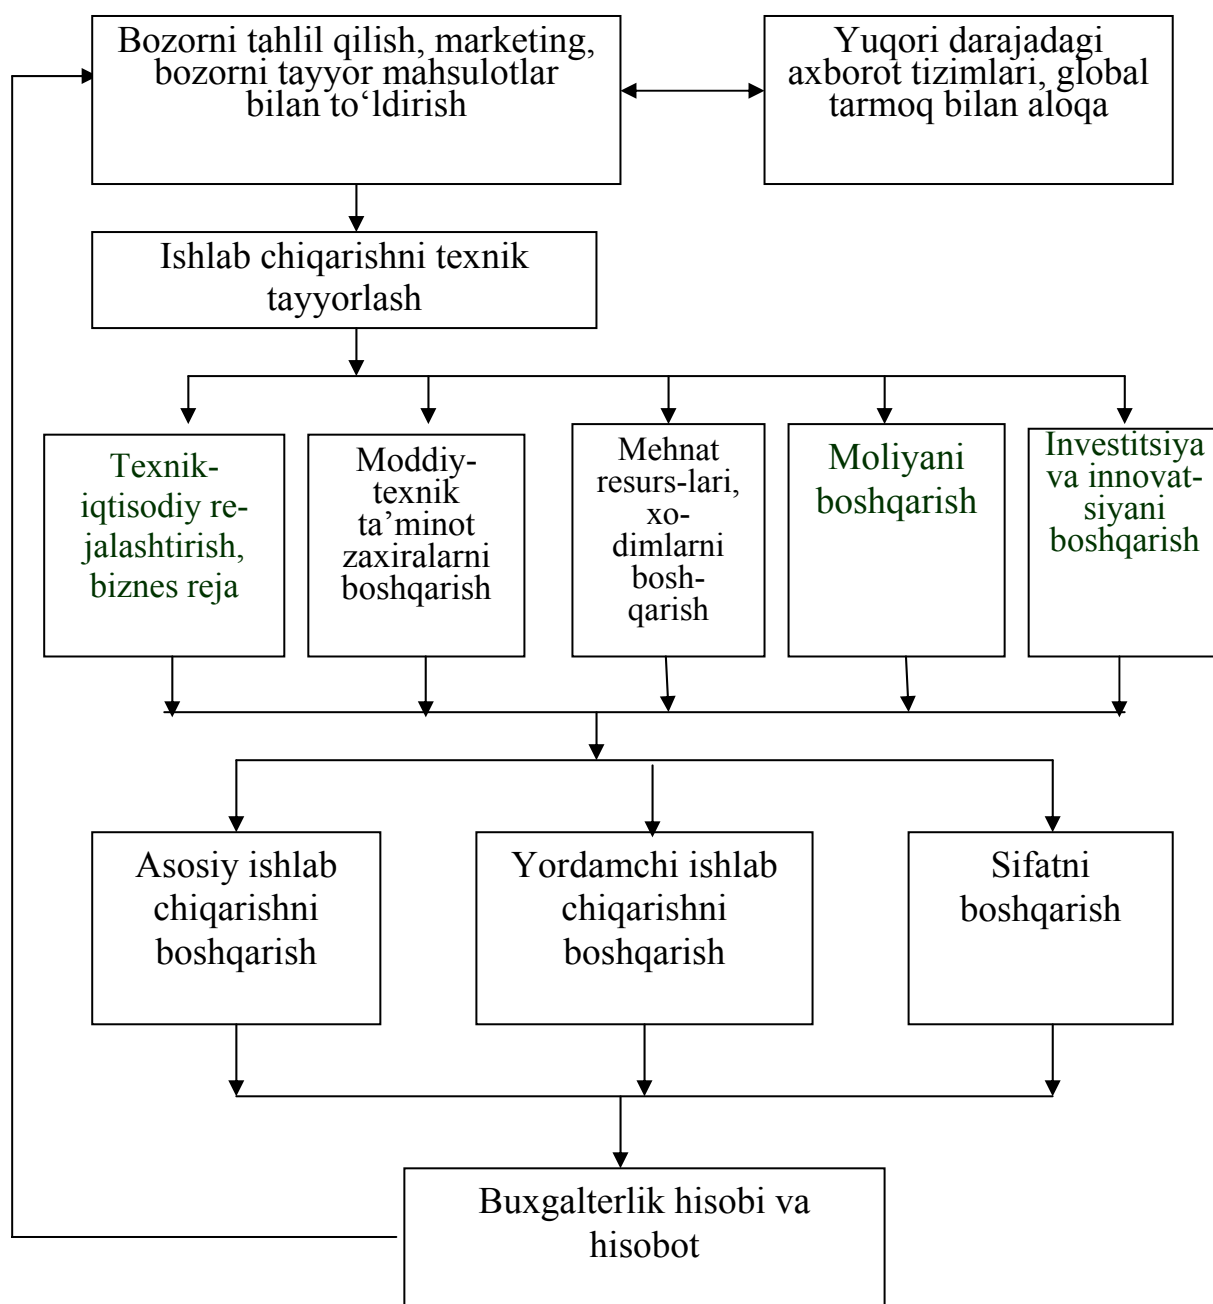 Bozorni tahlil qilish, marketing,
bozorni tayyor mahsulotlar
bilan to‘ldirish
Yuqori darajadagi
axborot tizimlari, global
tarmoq bilan aloqa
Ishlab chiqarishni texnik
tayyorlash
Texnik-
iqtisodiy re-
jalashtirish,
biznes reja
Moddiy-
texnik
ta’minot
zaxiralarni
boshqarish
Mehnat
resurs-lari,
xo-
dimlarni
bosh-
qarish
Moliyani
boshqarish
Investitsiya
va innovat-
siyani
boshqarish
Asosiy ishlab
chiqarishni
boshqarish
Yordamchi ishlab
chiqarishni
boshqarish
Sifatni
boshqarish
Buxgalterlik hisobi va
hisobot